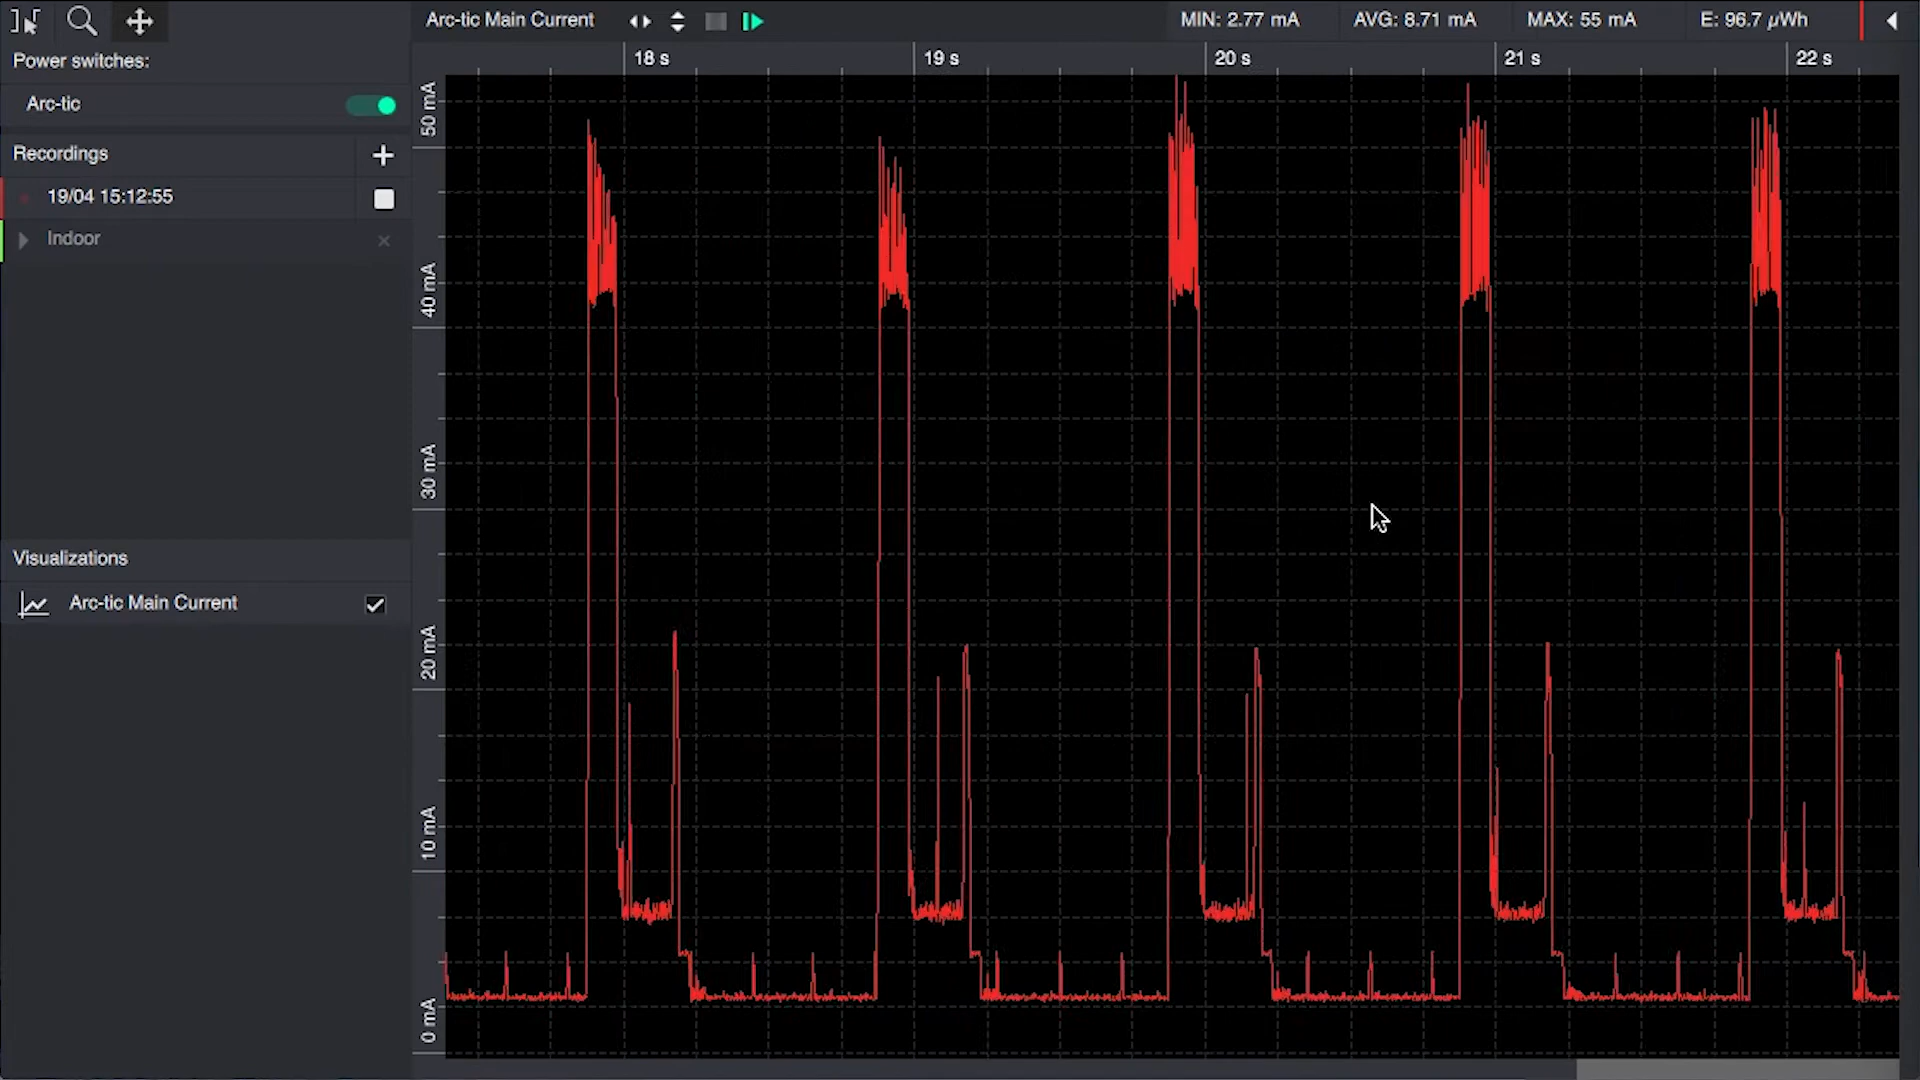 Arc-tic Main Current
MIN: 2.77 mA
AVG: 8.71 mA
MAX: 55 mA
E: 96.7 µWh
Power switches:
Arc-tic
Recordings
19/04 15:12:55
Indoor
Visualizations
Arc-tic Main Current
18 s
19 s
20 s
21 s
22 s
50 mA
40 mA
30 mA
20 mA
10 mA
0 mA